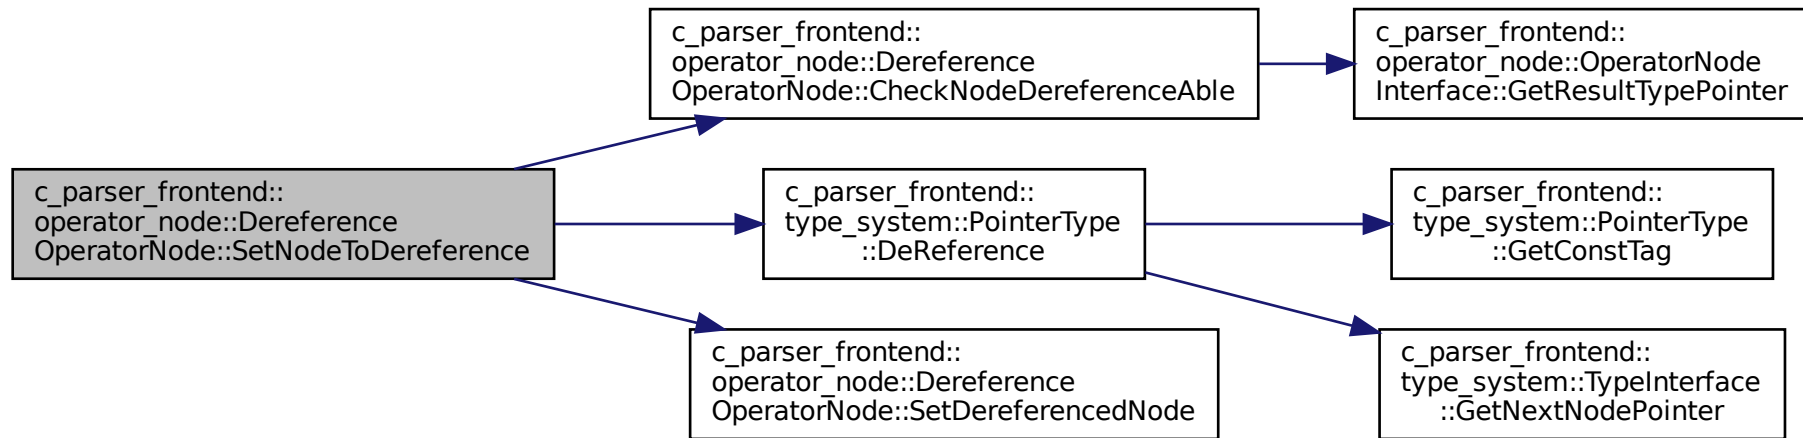 c_parser_frontend::
operator_node::Dereference
OperatorNode::SetNodeToDereference
c_parser_frontend::
operator_node::Dereference
OperatorNode::CheckNodeDereferenceAble
c_parser_frontend::
operator_node::OperatorNode
Interface::GetResultTypePointer
c_parser_frontend::
type_system::PointerType
::DeReference
c_parser_frontend::
type_system::PointerType
::GetConstTag
c_parser_frontend::
type_system::TypeInterface
::GetNextNodePointer
c_parser_frontend::
operator_node::Dereference
OperatorNode::SetDereferencedNode